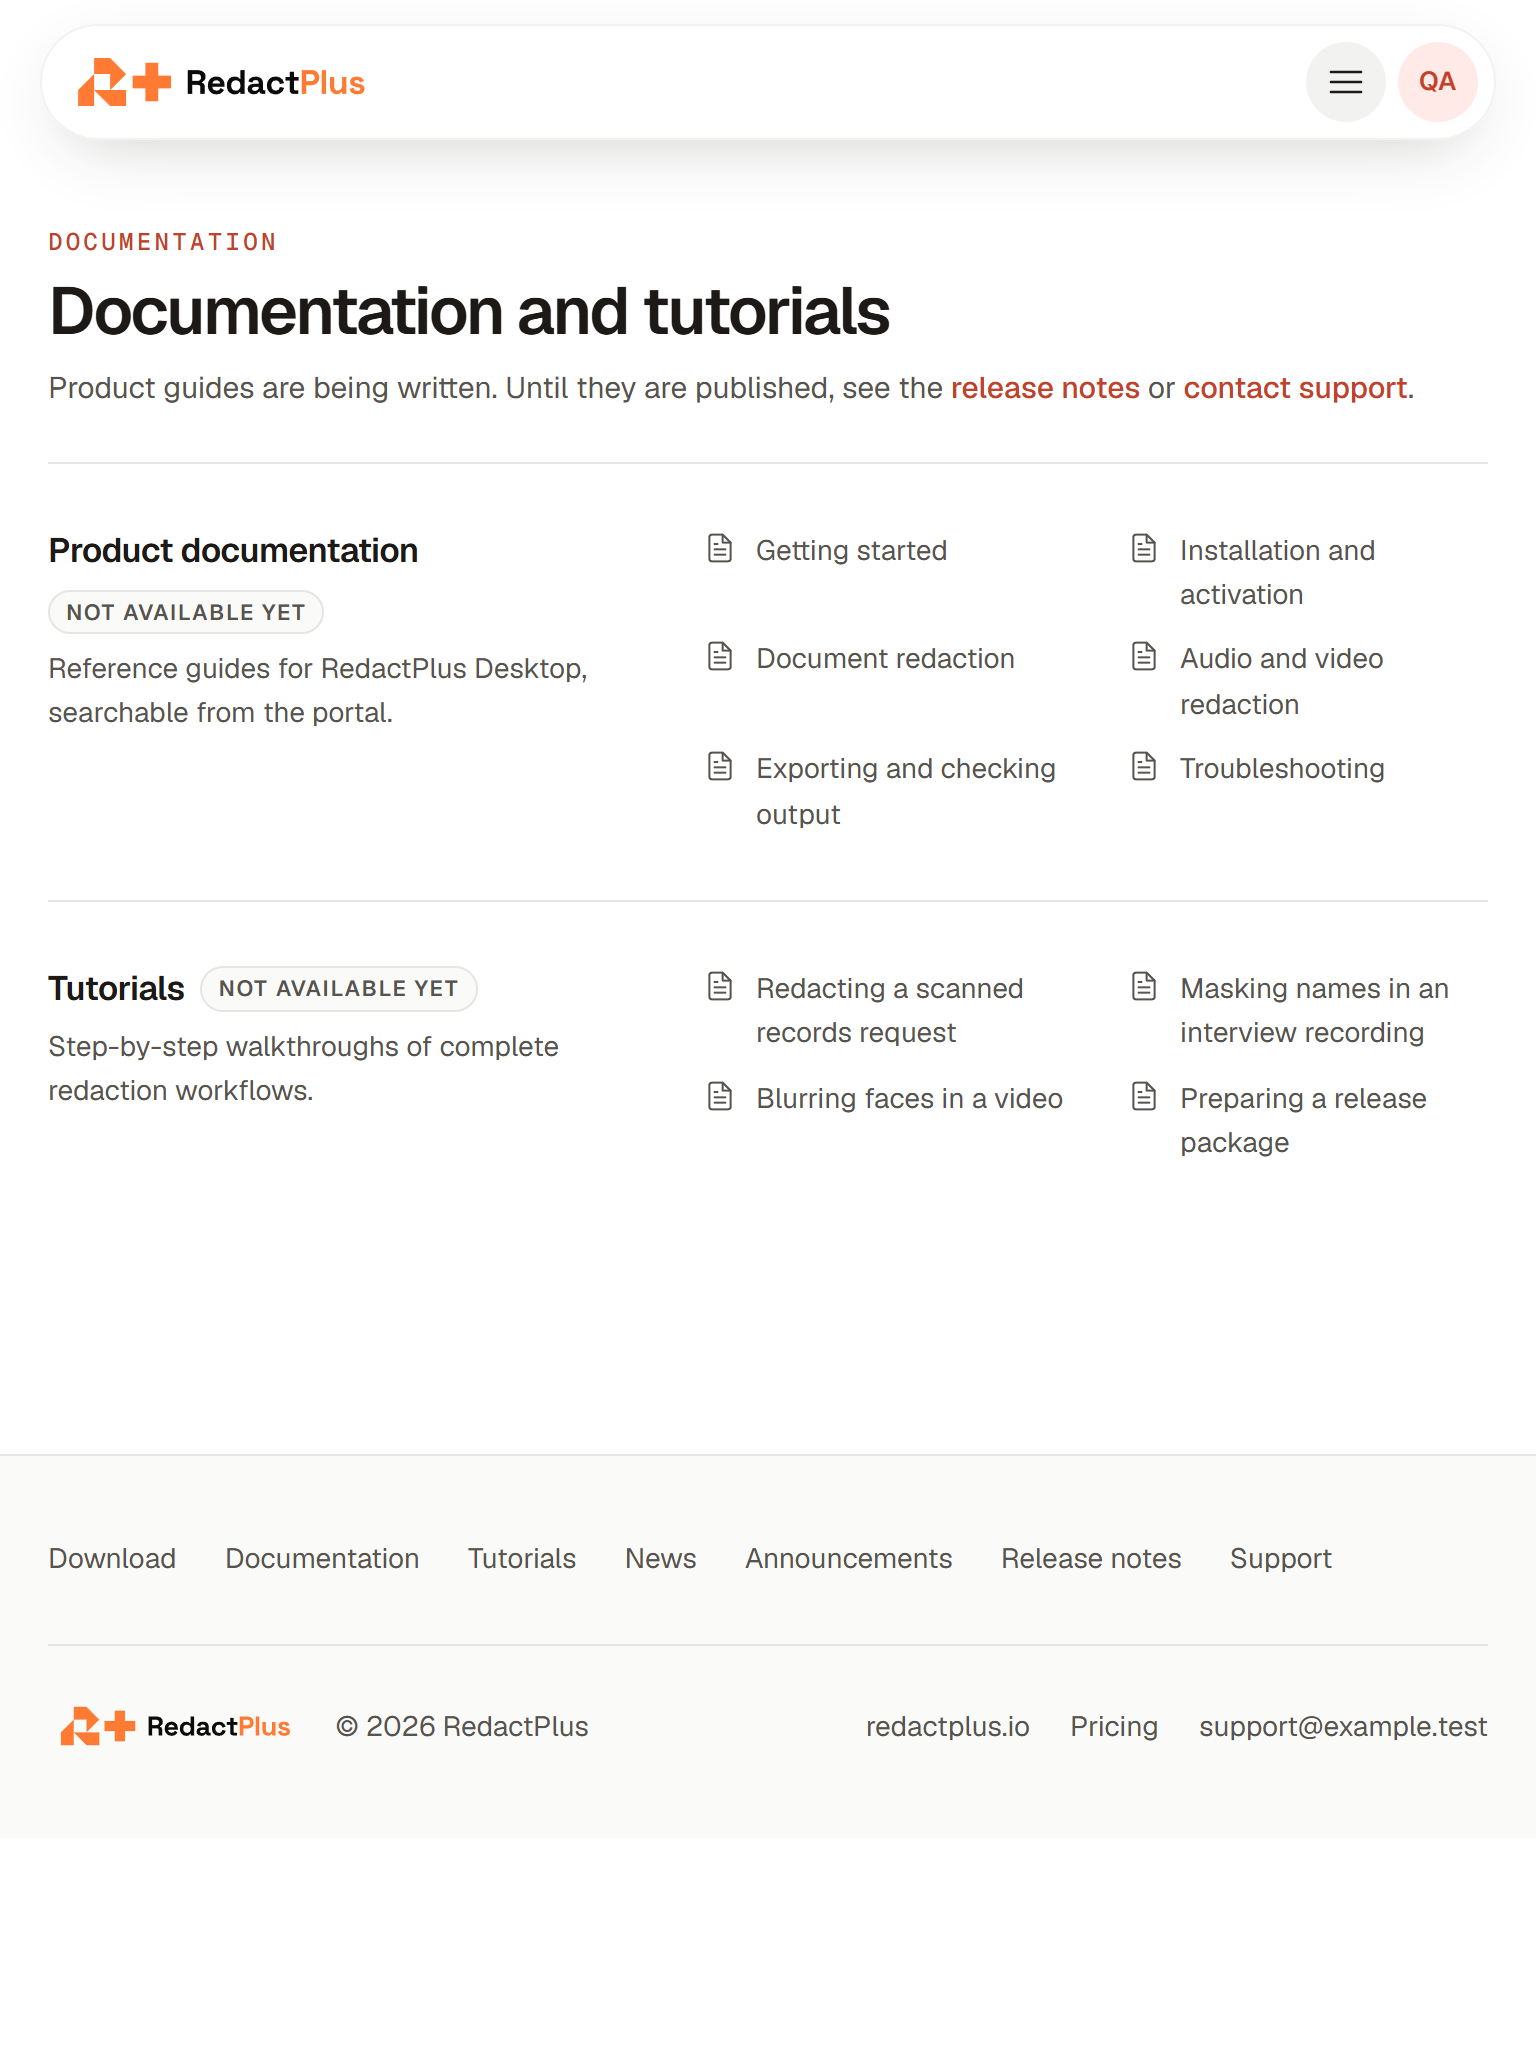 RedactPlus
QA
DOCUMENTATION
Documentation and tutorials
Product guides are being written. Until they are published, see the release notes or contact support.
Product documentation
NOT AVAILABLE YET
Reference guides for RedactPlus Desktop,
searchable from the portal.
Getting started
Installation and
activation
Document redaction
Audio and video
redaction
Exporting and checking
output
Troubleshooting
Tutorials
NOT AVAILABLE YET
Step-by-step walkthroughs of complete
redaction workflows.
Redacting a scanned
records request
Masking names in an
interview recording
Blurring faces in a video
Preparing a release
package
Download Documentation Tutorials News Announcements Release notes Support
RedactPlus © 2026 RedactPlus redactplus.io Pricing support@example.test